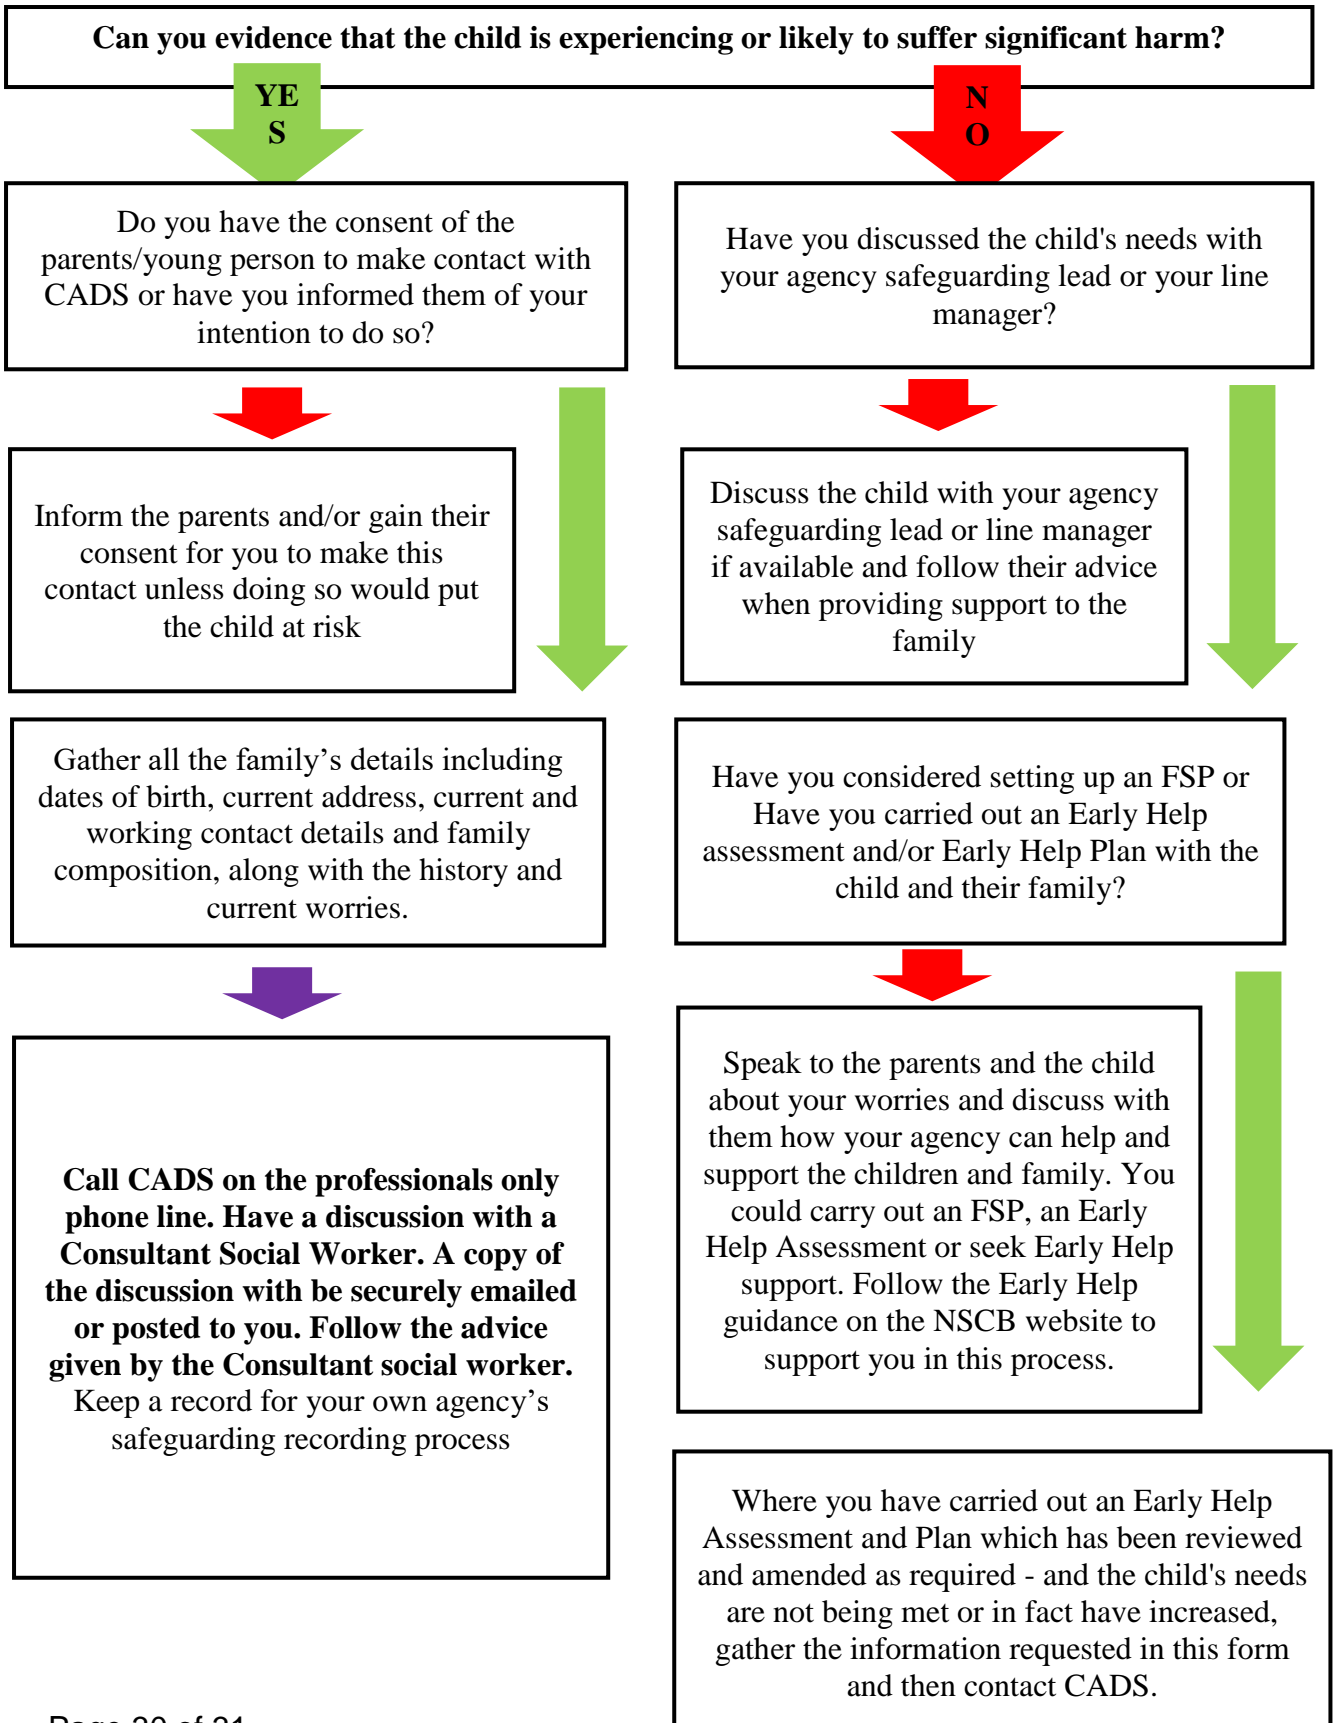 Can you evidence that the child is experiencing or likely to suffer significant harm?
YE
S
N
O
Do you have the consent of the
parents/young person to make contact with
CADS or have you informed them of your
intention to do so?
Have you discussed the child's needs with
your agency safeguarding lead or your line
manager?
Inform the parents and/or gain their
consent for you to make this
contact unless doing so would put
the child at risk
Discuss the child with your agency
safeguarding lead or line manager
if available and follow their advice
when providing support to the
family
Gather all the family’s details including
dates of birth, current address, current and
working contact details and family
composition, along with the history and
current worries.
Have you considered setting up an FSP or
Have you carried out an Early Help
assessment and/or Early Help Plan with the
child and their family?
Call CADS on the professionals only
phone line. Have a discussion with a
Consultant Social Worker. A copy of
the discussion with be securely emailed
or posted to you. Follow the advice
given by the Consultant social worker.
Keep a record for your own agency’s
safeguarding recording process
Speak to the parents and the child
about your worries and discuss with
them how your agency can help and
support the children and family. You
could carry out an FSP, an Early
Help Assessment or seek Early Help
support. Follow the Early Help
guidance on the NSCB website to
support you in this process.
Where you have carried out an Early Help
Assessment and Plan which has been reviewed
and amended as required - and the child's needs
are not being met or in fact have increased,
gather the information requested in this form
and then contact CADS.
Page 20 of 21